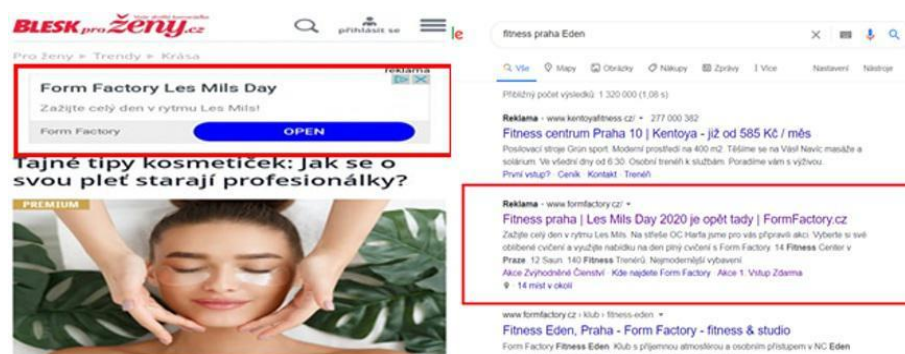 BLESK pro ženy.cz
Vaše druhá kosmetička
přihlásit se
Pro ženy ▸ Trendy ▸ Krása
reklama
Form Factory Les Mils Day
Zažijte celý den v rytmu Les Mils!
Form Factory
OPEN
Tajné tipy kosmetiček: Jak se o
svou pleť starají profesionálky?
PREMIUM
le
fitness praha Eden
Vše Mapy Obrázky Nákupy Zprávy Více Nastavení Nástroje
Přibližný počet výsledků: 1 320 000 (1,08 s)
Reklama · www.kentoyafitness.cz/ 277 000 382
Fitness centrum Praha 10 | Kentoya - již od 585 Kč / měs
Posilovací stroje Grün sport. Moderní prostředí na 400 m2. Těšíme se na Vás! Navíc masáže a
solárium. Ve všední dny od 6:30. Osobní trenéři k službám. Poradíme vám s výživou.
První vstup? · Ceník · Kontakt · Trenéři
Reklama · www.formfactory.cz/
Fitness praha | Les Mils Day 2020 je opět tady | FormFactory.cz
Zažijte celý den v rytmu Les Mils. Na střeše OC Harfa jsme pro vás připravili akci. Vyberte si své
oblíbené cvičení a využijte nabídku na den plný cvičení s Form Factory. 14 Fitness Center v
Praze. 12 Saun. 140 Fitness Trenérů. Nejmodernější vybavení.
Akce Zvýhodněné Členství · Kde najdete Form Factory · Akce 1. Vstup Zdarma
14 míst v okolí
www.formfactory.cz › klub › fitness-eden
Fitness Eden, Praha - Form Factory - fitness & studio
Form Factory Fitness Eden. Klub s příjemnou atmosférou a osobním přístupem v NC Eden